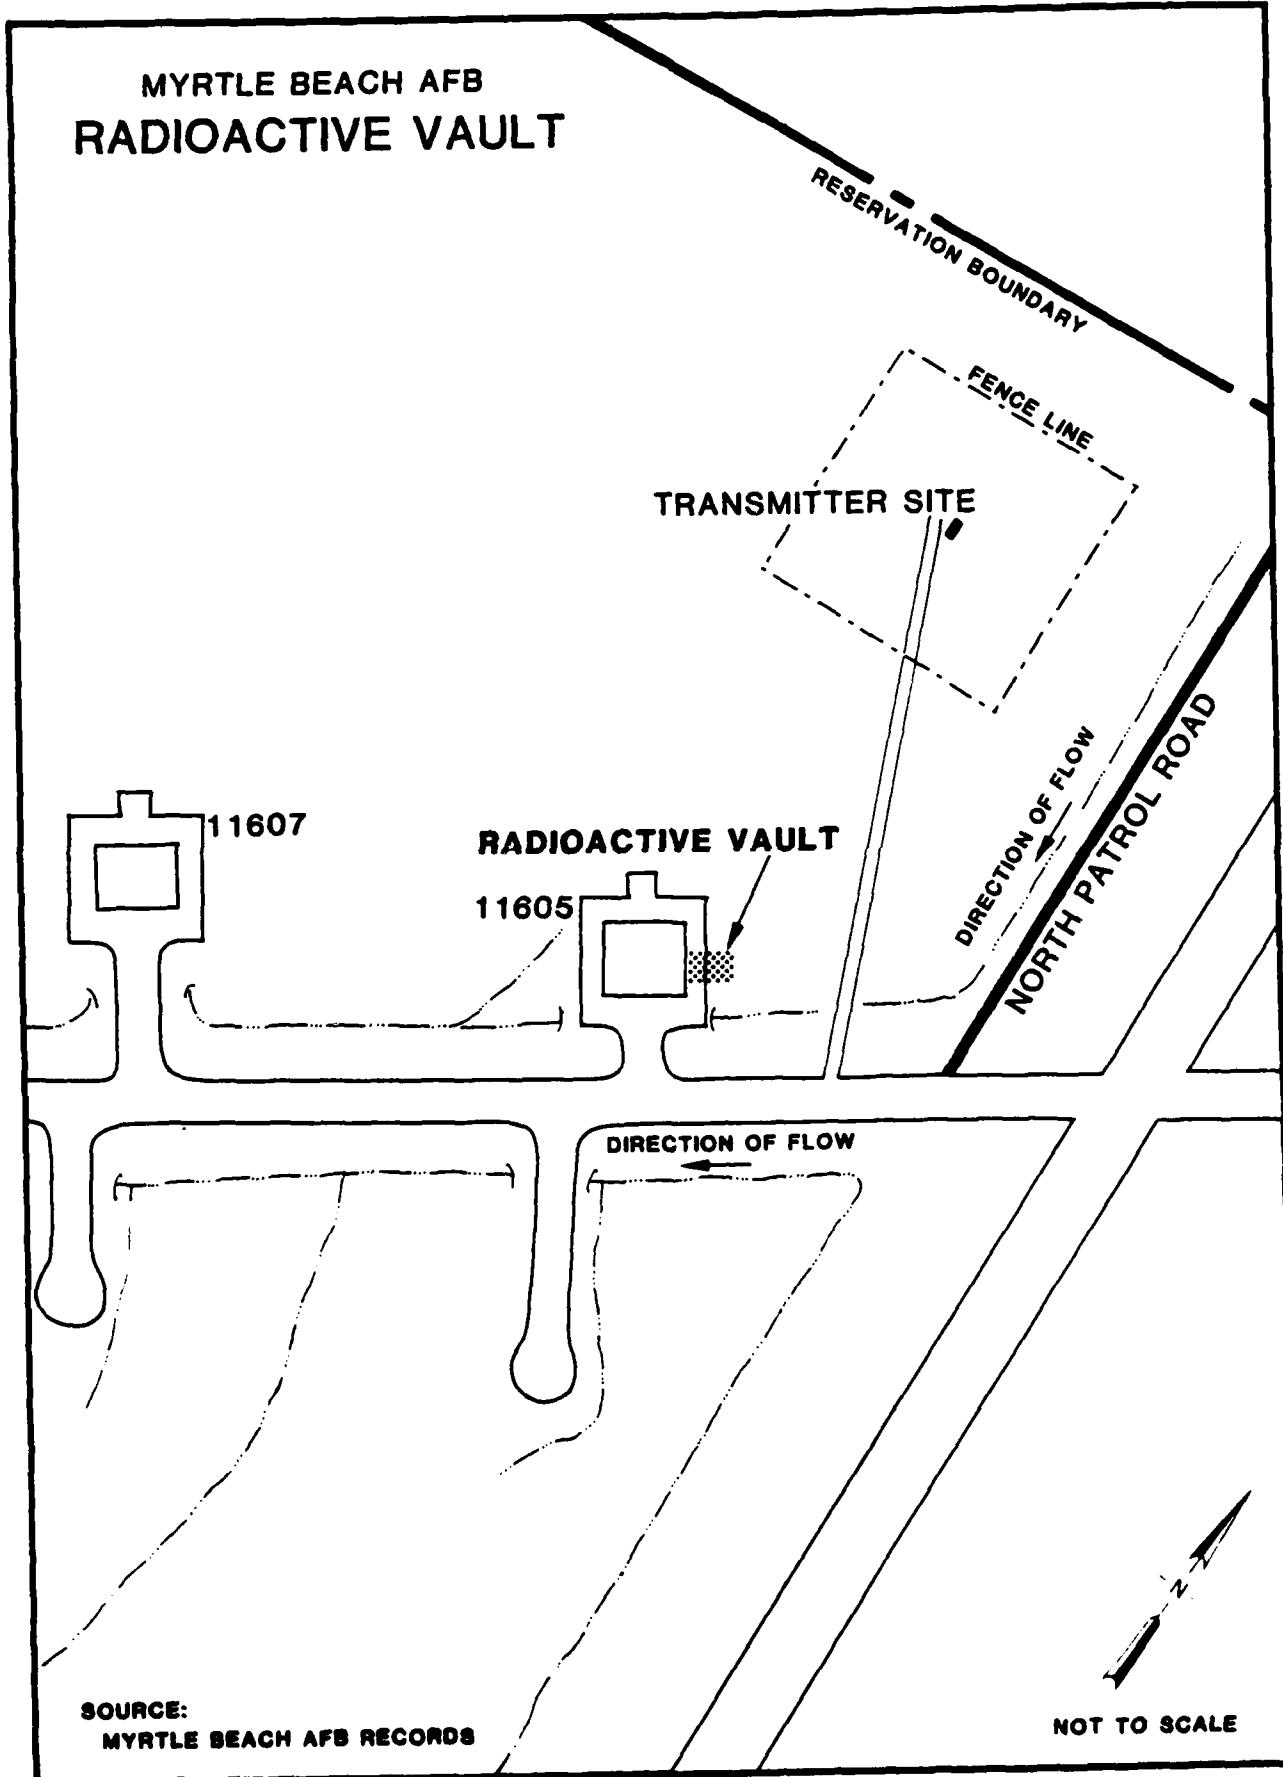 MYRTLE BEACH AFB
RADIOACTIVE VAULT
RESERVATION BOUNDARY
FENCE LINE
TRANSMITTER SITE
DIRECTION OF FLOW
NORTH PATROL ROAD
11607
RADIOACTIVE VAULT
11605
DIRECTION OF FLOW
N
SOURCE:
MYRTLE BEACH AFB RECORDS
NOT TO SCALE